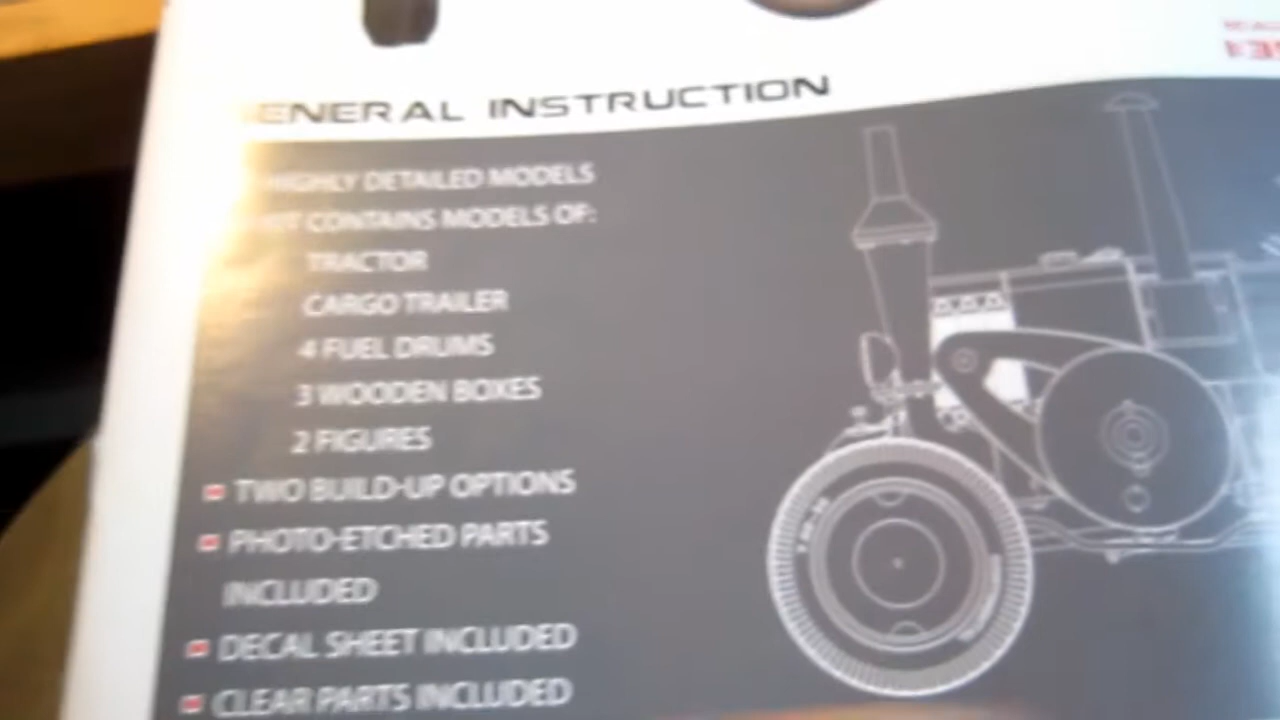 GENERAL INSTRUCTION
HIGHLY DETAILED MODELS
KIT CONTAINS MODELS OF:
TRACTOR
CARGO TRAILER
4 FUEL DRUMS
3 WOODEN BOXES
2 FIGURES
TWO BUILD-UP OPTIONS
PHOTO-ETCHED PARTS
INCLUDED
DECAL SHEET INCLUDED
CLEAR PARTS INCLUDED